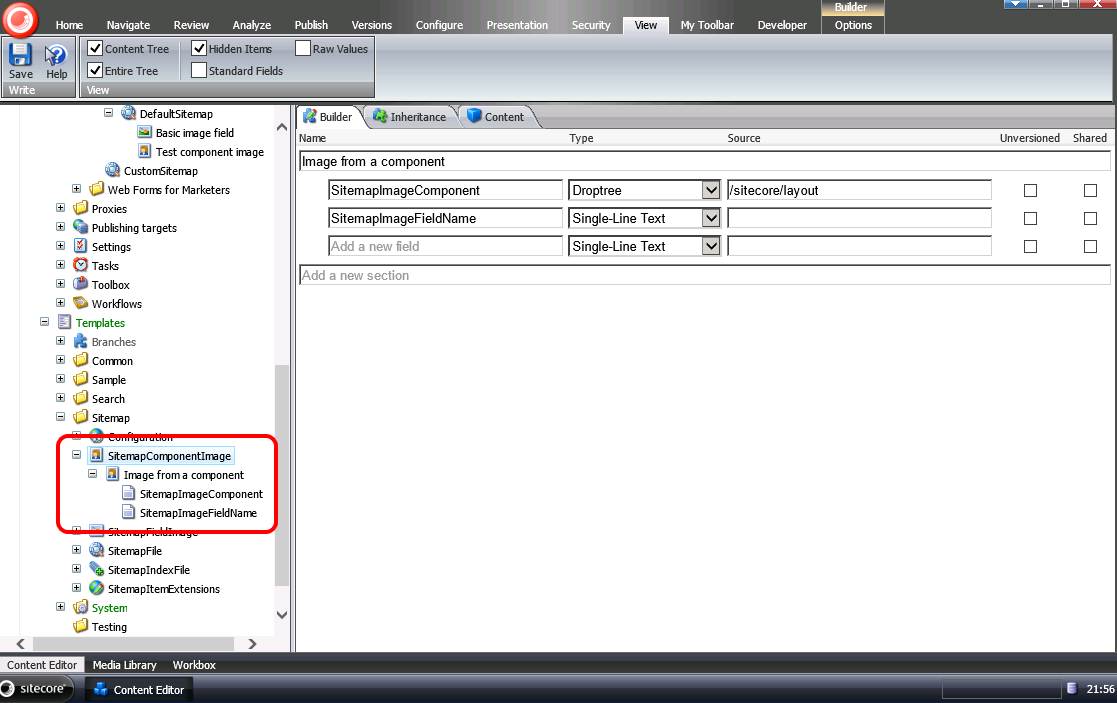 Builder
Home Navigate Review Analyze Publish Versions Configure Presentation Security View My Toolbar Developer Options
Content Tree Hidden Items Raw Values
Save Help Entire Tree Standard Fields
Write View
DefaultSitemap
Basic image field
Test component image
CustomSitemap
Web Forms for Marketers
Proxies
Publishing targets
Settings
Tasks
Toolbox
Workflows
Templates
Branches
Common
Sample
Search
Sitemap
Configuration
SitemapComponentImage
Image from a component
SitemapImageComponent
SitemapImageFieldName
SitemapFieldImage
SitemapFile
SitemapIndexFile
SitemapItemExtensions
System
Testing
Builder Inheritance Content
Name Type Source Unversioned Shared
Image from a component
SitemapImageComponent Droptree /sitecore/layout
SitemapImageFieldName Single-Line Text
Add a new field Single-Line Text
Add a new section
Content Editor Media Library Workbox
sitecore Content Editor 21:56